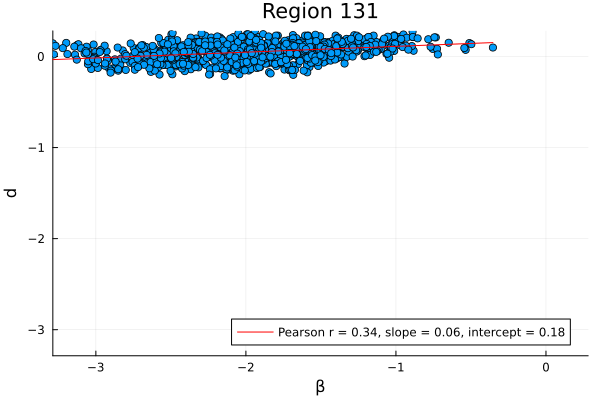 Region 131
d
0
−1
−2
−3
Pearson r = 0.34, slope = 0.06, intercept = 0.18
−3
−2
−1
0
β